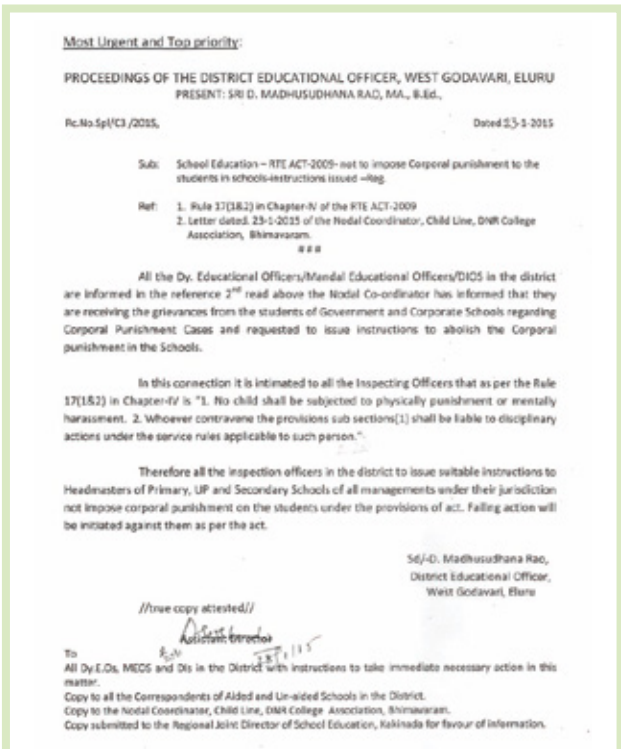 Most Urgent and Top priority:
PROCEEDINGS OF THE DISTRICT EDUCATIONAL OFFICER, WEST GODAVARI, ELURU
PRESENT: SRI D. MADHUSUDHANA RAO, MA., B.Ed.,
Rc.No.Spl/C3 /2015, Dated 23-1-2015
Sub: School Education – RTE ACT-2009- not to impose Corporal punishment to the
students in schools-instructions issued –Reg.
Ref: 1. Rule 17(1&2) in Chapter-IV of the RTE ACT-2009
2. Letter dated. 23-1-2015 of the Nodal Coordinator, Child Line, DNR College
Association, Bhimavaram.
###
All the Dy. Educational Officers/Mandal Educational Officers/DIOS in the district
are informed in the reference 2nd read above the Nodal Co-ordinator has informed that they
are receiving the grievances from the students of Government and Corporate Schools regarding
Corporal Punishment Cases and requested to issue instructions to abolish the Corporal
punishment in the Schools.
In this connection it is intimated to all the Inspecting Officers that as per the Rule
17(1&2) in Chapter-IV is "1. No child shall be subjected to physically punishment or mentally
harassment. 2. Whoever contravene the provisions sub sections(1) shall be liable to disciplinary
actions under the service rules applicable to such person."
Therefore all the inspection officers in the district to issue suitable instructions to
Headmasters of Primary, UP and Secondary Schools of all managements under their jurisdiction
not impose corporal punishment on the students under the provisions of act. Failing action will
be initiated against them as per the act.
Sd/-D. Madhusudhana Rao,
District Educational Officer,
West Godavari, Eluru
//true copy attested//
Assistant Director
To
All Dy.E.Os, MEOS and DIs in the District with instructions to take immediate necessary action in this
matter.
Copy to all the Correspondents of Aided and Un-aided Schools in the District.
Copy to the Nodal Coordinator, Child Line, DNR College Association, Bhimavaram.
Copy submitted to the Regional Joint Director of School Education, Kakinada for favour of information.